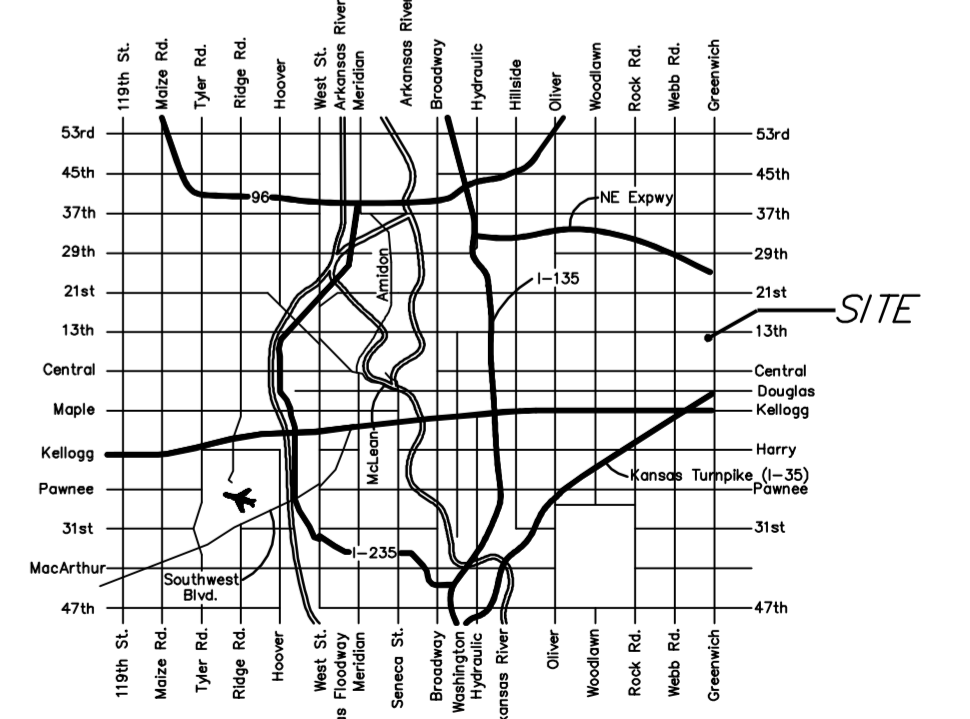 119th St.
Maize Rd.
Tyler Rd.
Ridge Rd.
Hoover
West St.
Arkansas River
Meridian
Arkansas River
Broadway
Hydraulic
Hillside
Oliver
Woodlawn
Rock Rd.
Webb Rd.
Greenwich
53rd
45th
37th
29th
21st
13th
Central
Maple
Kellogg
Pawnee
31st
MacArthur
47th
53rd
45th
37th
29th
21st
13th
Central
Douglas
Kellogg
Harry
Pawnee
31st
47th
96
NE Expwy
Amidon
I-135
SITE
McLean
Kansas Turnpike (I-35)
I-235
Southwest
Blvd.
119th St.
Maize Rd.
Tyler Rd.
Ridge Rd.
Hoover
West St.
as Floodway
Meridian
Seneca St.
Broadway
Washington
Hydraulic
kansas River
Oliver
Woodlawn
Rock Rd.
Webb Rd.
Greenwich